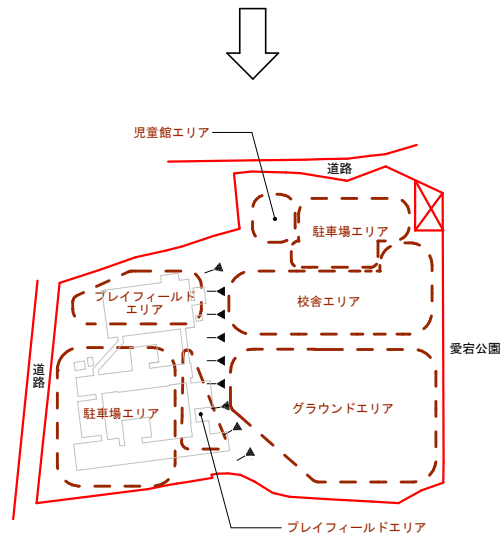 児童館エリア
道路
駐車場エリア
プレイフィールド
エリア
校舎エリア
愛宕公園
道路
駐車場エリア
グラウンドエリア
プレイフィールドエリア